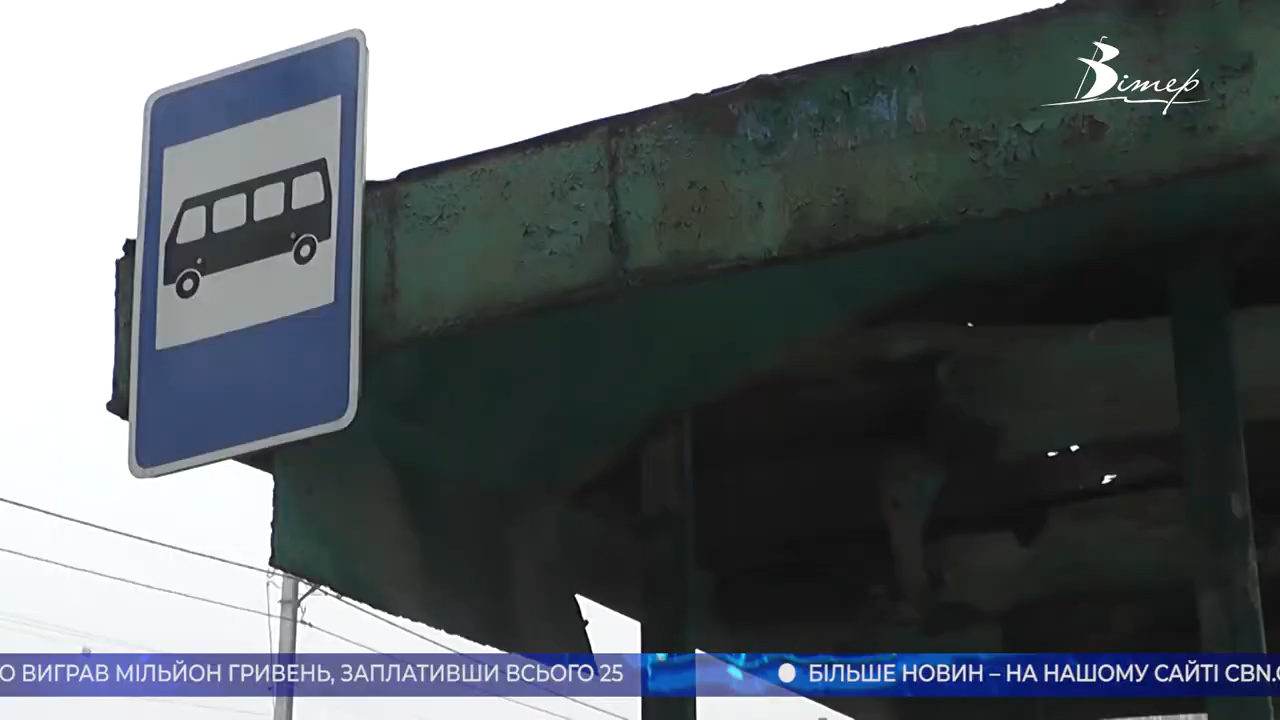 Вітер
О ВИГРАВ МІЛЬЙОН ГРИВЕНЬ, ЗАПЛАТИВШИ ВСЬОГО 25
БІЛЬШЕ НОВИН – НА НАШОМУ САЙТІ CBN.